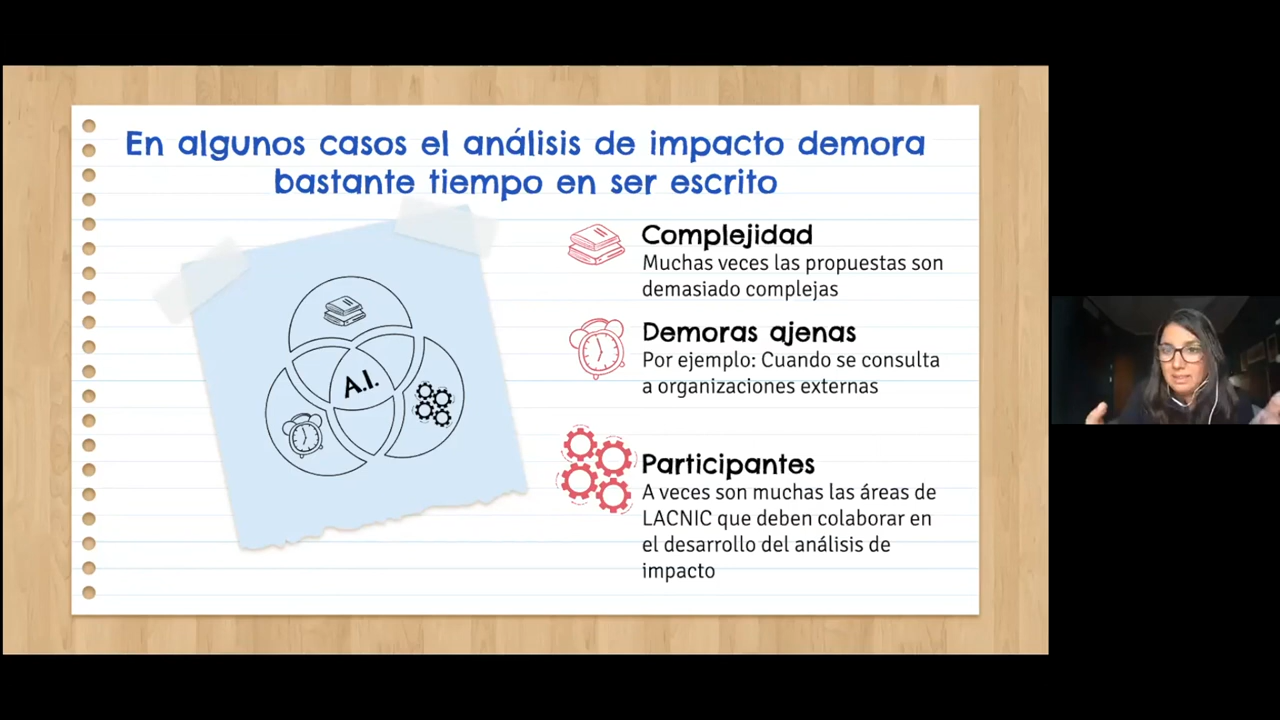 En algunos casos el análisis de impacto demora
bastante tiempo en ser escrito
A.I.
Complejidad
Muchas veces las propuestas son
demasiado complejas
Demoras ajenas
Por ejemplo: Cuando se consulta
a organizaciones externas
Participantes
A veces son muchas las áreas de
LACNIC que deben colaborar en
el desarrollo del análisis de
impacto